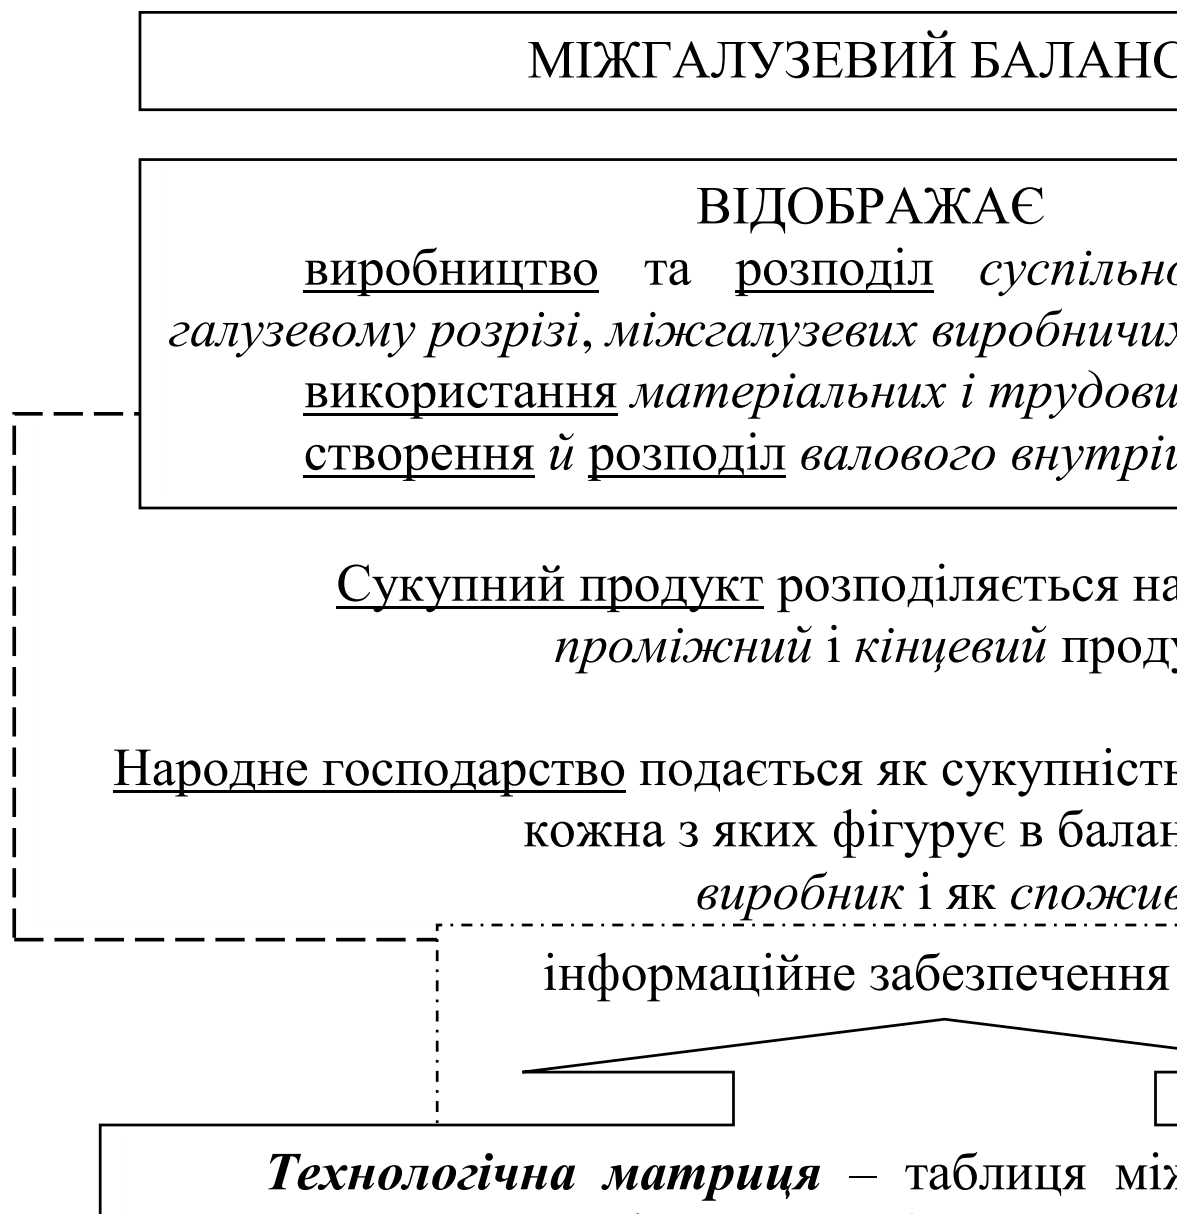 МІЖГАЛУЗЕВИЙ БАЛАНС
ВІДОБРАЖАЄ
виробництво та розподіл суспільно
галузевому розрізі, міжгалузевих виробничих
використання матеріальних і трудови
створення й розподіл валового внутрі
Сукупний продукт розподіляється на
проміжний і кінцевий проду
Народне господарство подається як сукупність
кожна з яких фігурує в балан
виробник і як спожив
інформаційне забезпечення
Технологічна матриця – таблиця між